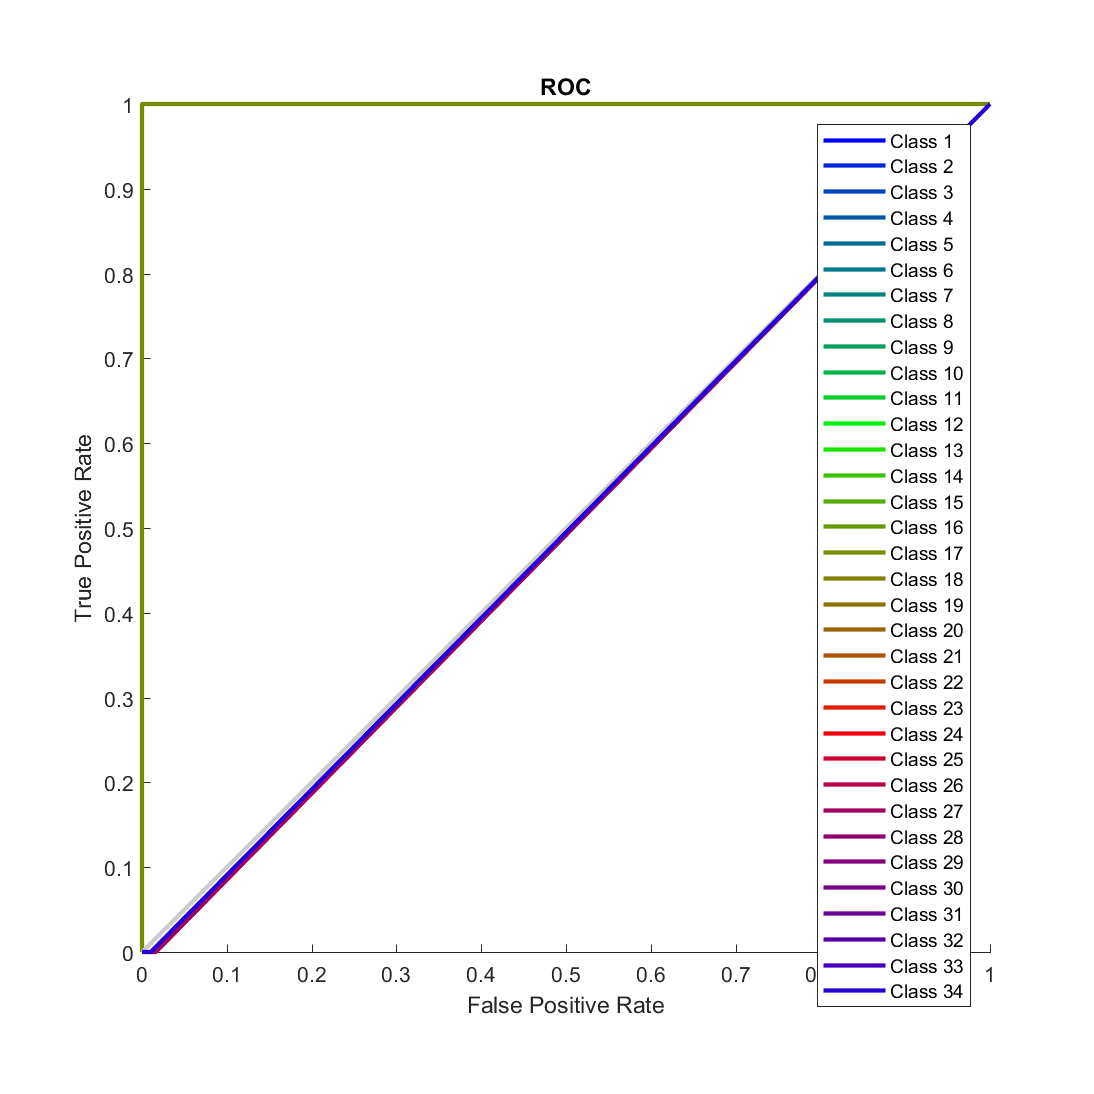 ROC
1
0.9
0.8
0.7
0.6
0.5
0.4
0.3
0.2
0.1
0
True Positive Rate
0 0.1 0.2 0.3 0.4 0.5 0.6 0.7 0 1
False Positive Rate
Class 1
Class 2
Class 3
Class 4
Class 5
Class 6
Class 7
Class 8
Class 9
Class 10
Class 11
Class 12
Class 13
Class 14
Class 15
Class 16
Class 17
Class 18
Class 19
Class 20
Class 21
Class 22
Class 23
Class 24
Class 25
Class 26
Class 27
Class 28
Class 29
Class 30
Class 31
Class 32
Class 33
Class 34